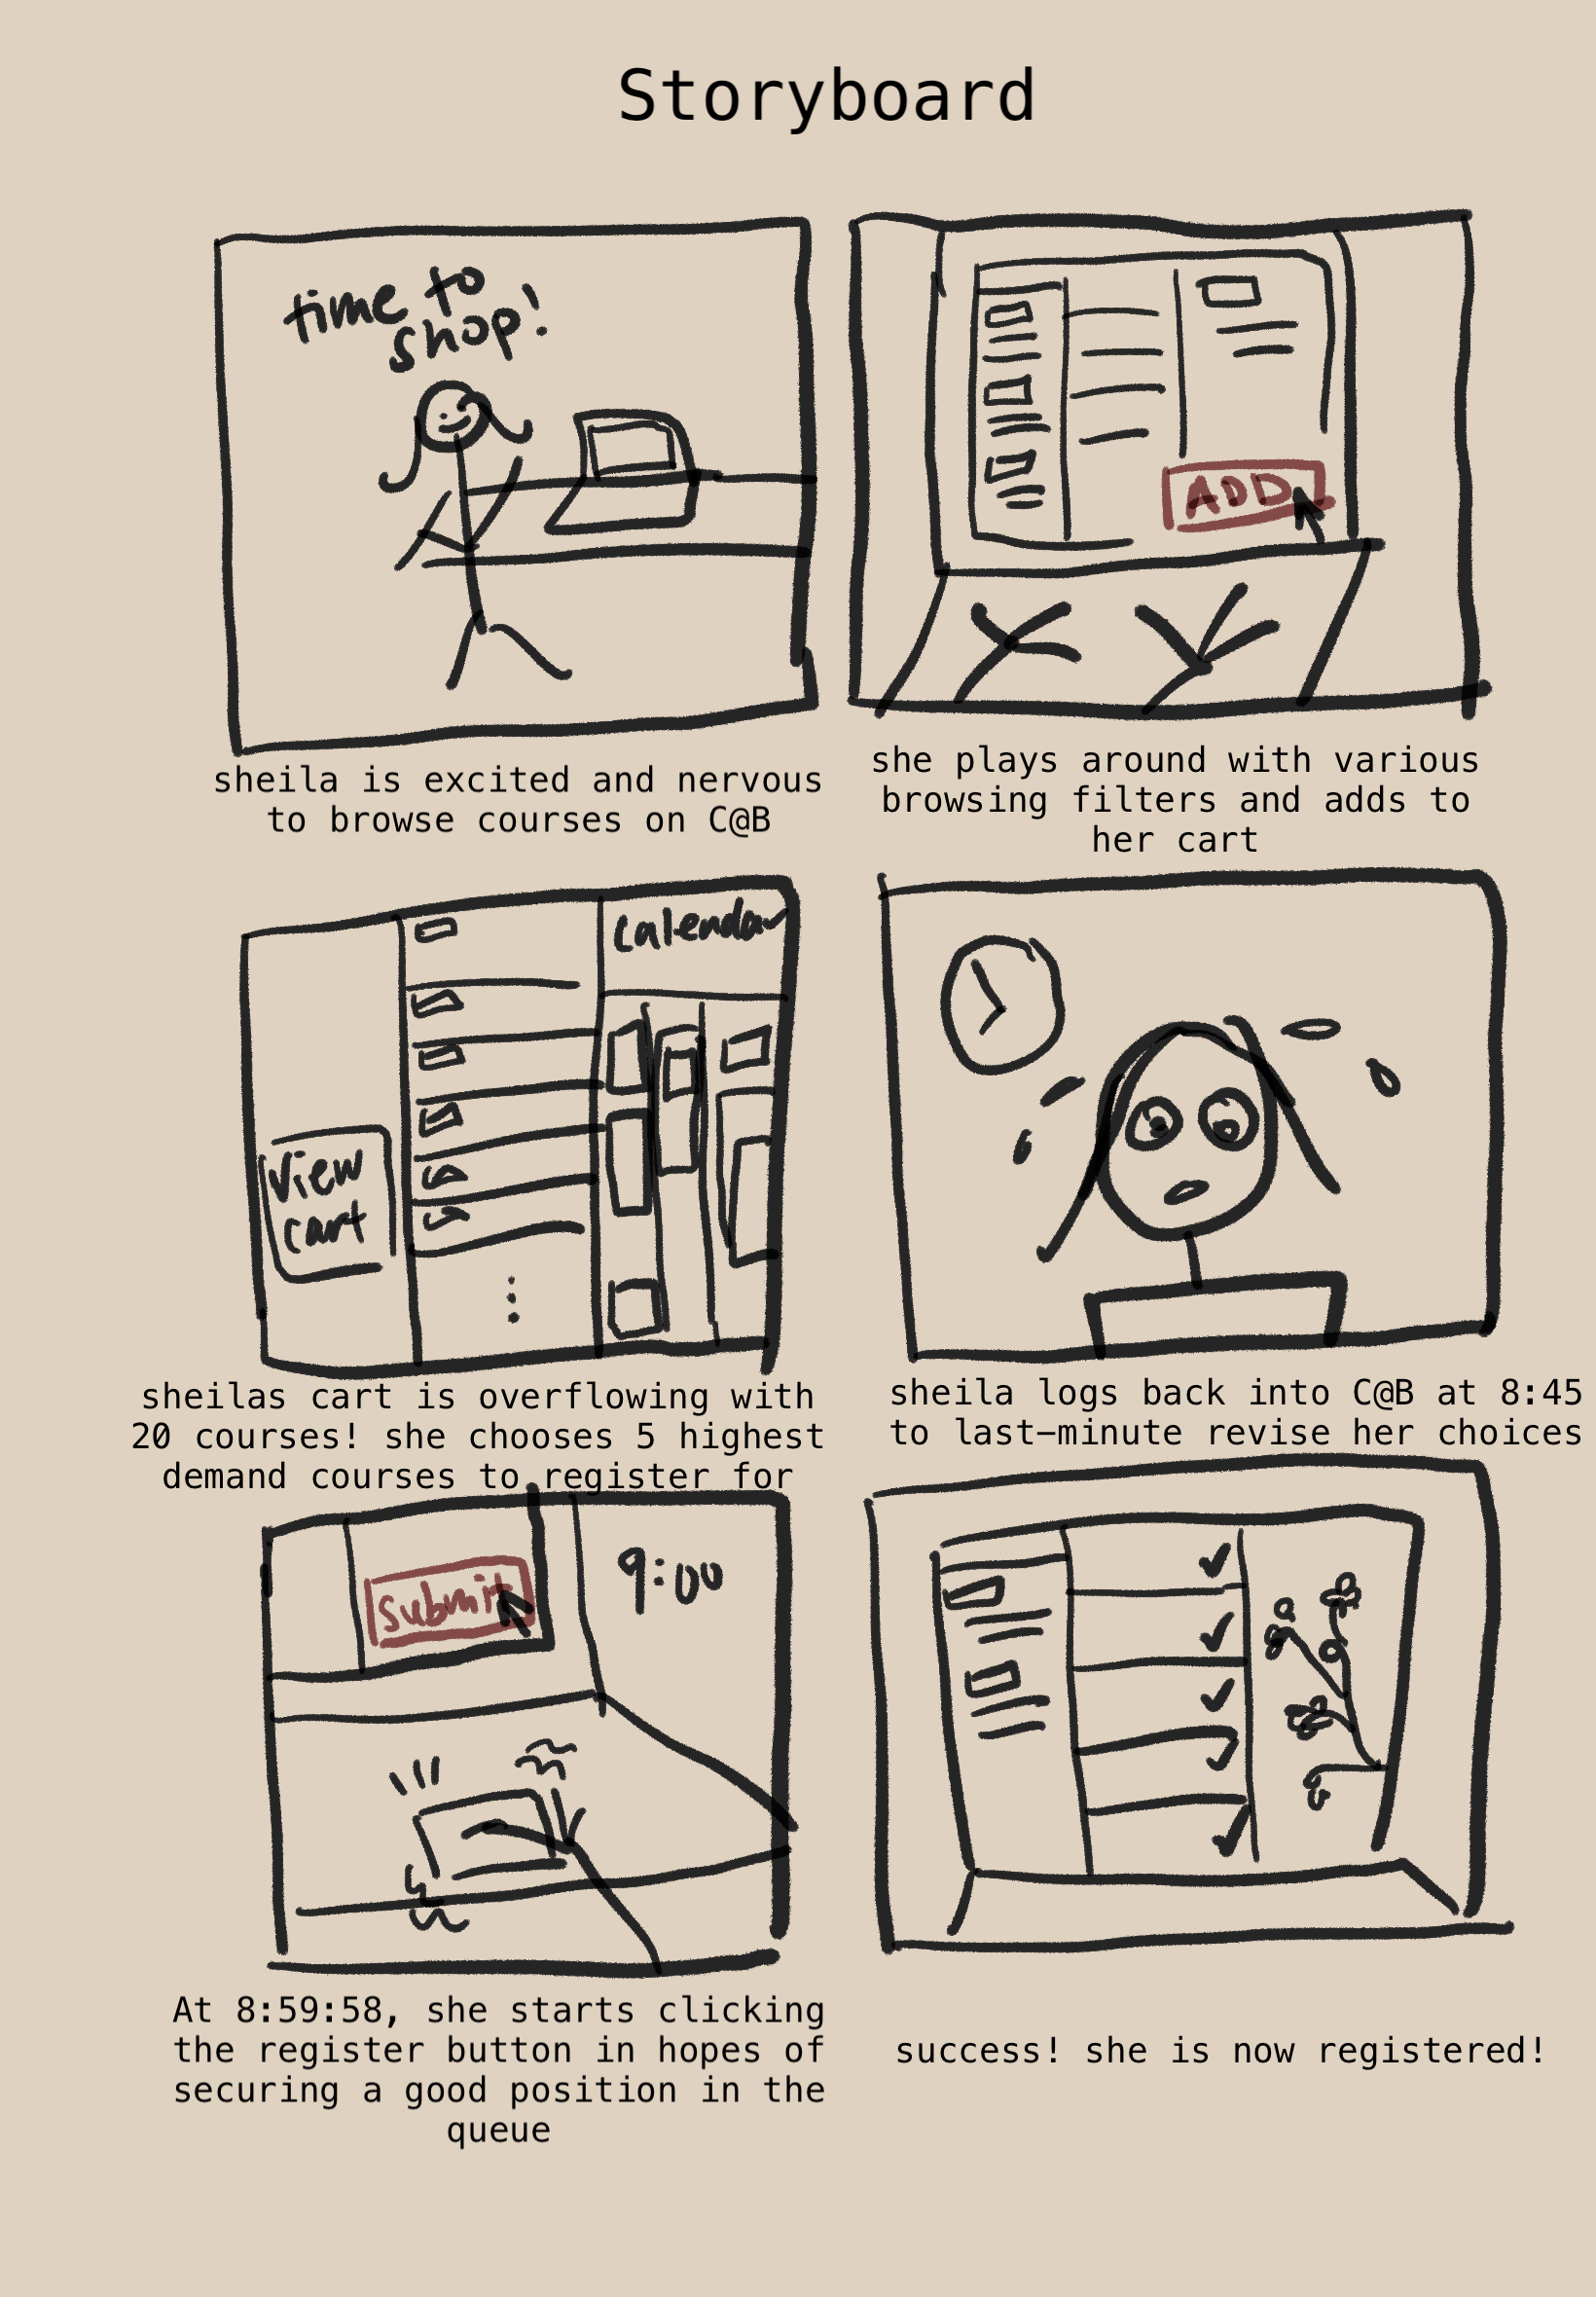 Storyboard
time to
shop!
sheila is excited and nervous
to browse courses on C@B
ADD
she plays around with various
browsing filters and adds to
her cart
calendar
view
cart
sheilas cart is overflowing with
20 courses! she chooses 5 highest
demand courses to register for
sheila logs back into C@B at 8:45
to last-minute revise her choices
submit
9:00
At 8:59:58, she starts clicking
the register button in hopes of
securing a good position in the
queue
success! she is now registered!